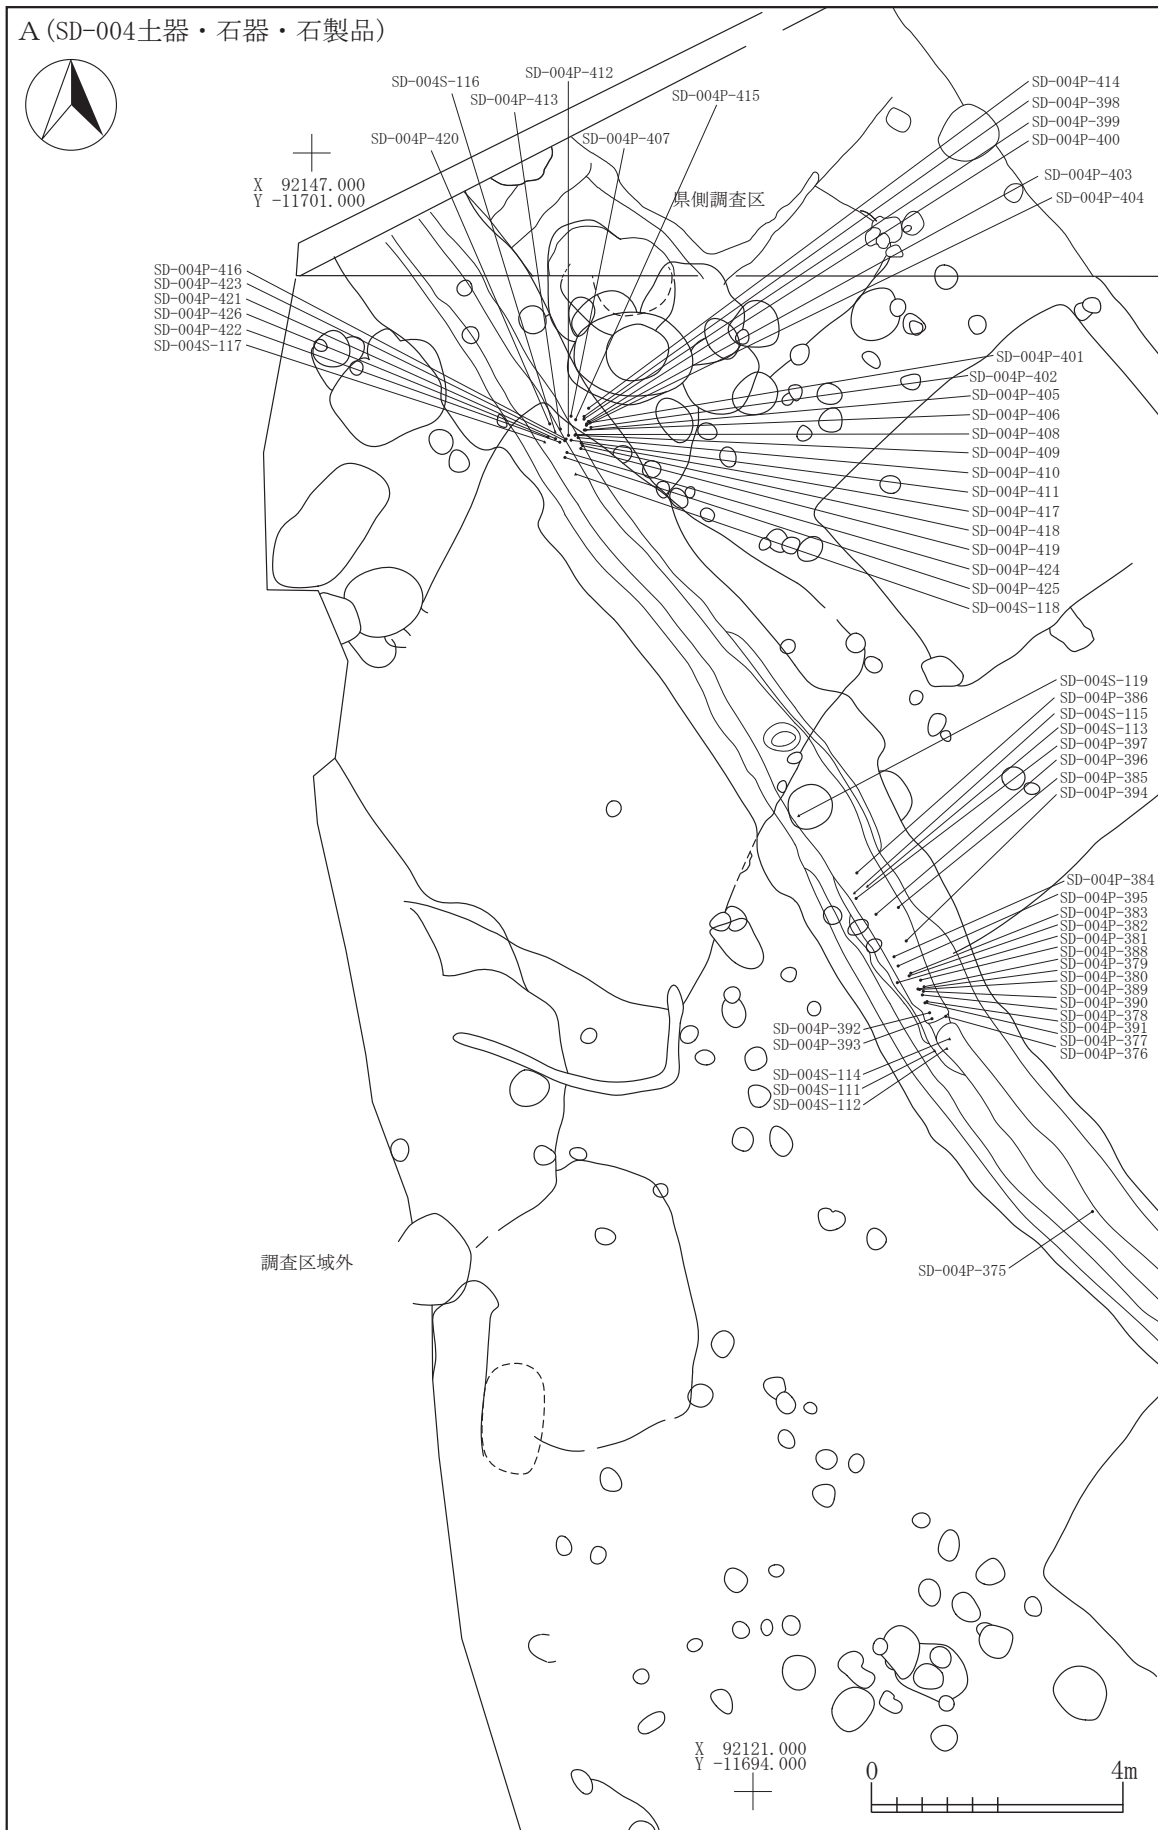 A(SD-004土器・石器・石製品)
SD-004P-412
SD-004S-116
SD-004P-413
SD-004P-415
SD-004P-420
SD-004P-407
SD-004P-414
SD-004P-398
SD-004P-399
SD-004P-400
SD-004P-403
SD-004P-404
X 92147.000
Y -11701.000
県側調査区
SD-004P-416
SD-004P-423
SD-004P-421
SD-004P-426
SD-004P-422
SD-004S-117
SD-004P-401
SD-004P-402
SD-004P-405
SD-004P-406
SD-004P-408
SD-004P-409
SD-004P-410
SD-004P-411
SD-004P-417
SD-004P-418
SD-004P-419
SD-004P-424
SD-004P-425
SD-004S-118
SD-004S-119
SD-004P-386
SD-004S-115
SD-004S-113
SD-004P-397
SD-004P-396
SD-004P-385
SD-004P-394
SD-004P-384
SD-004P-395
SD-004P-383
SD-004P-382
SD-004P-381
SD-004P-388
SD-004P-379
SD-004P-380
SD-004P-389
SD-004P-390
SD-004P-378
SD-004P-391
SD-004P-377
SD-004P-376
SD-004P-392
SD-004P-393
SD-004S-114
SD-004S-111
SD-004S-112
調査区域外
SD-004P-375
X 92121.000
Y -11694.000
0 4m